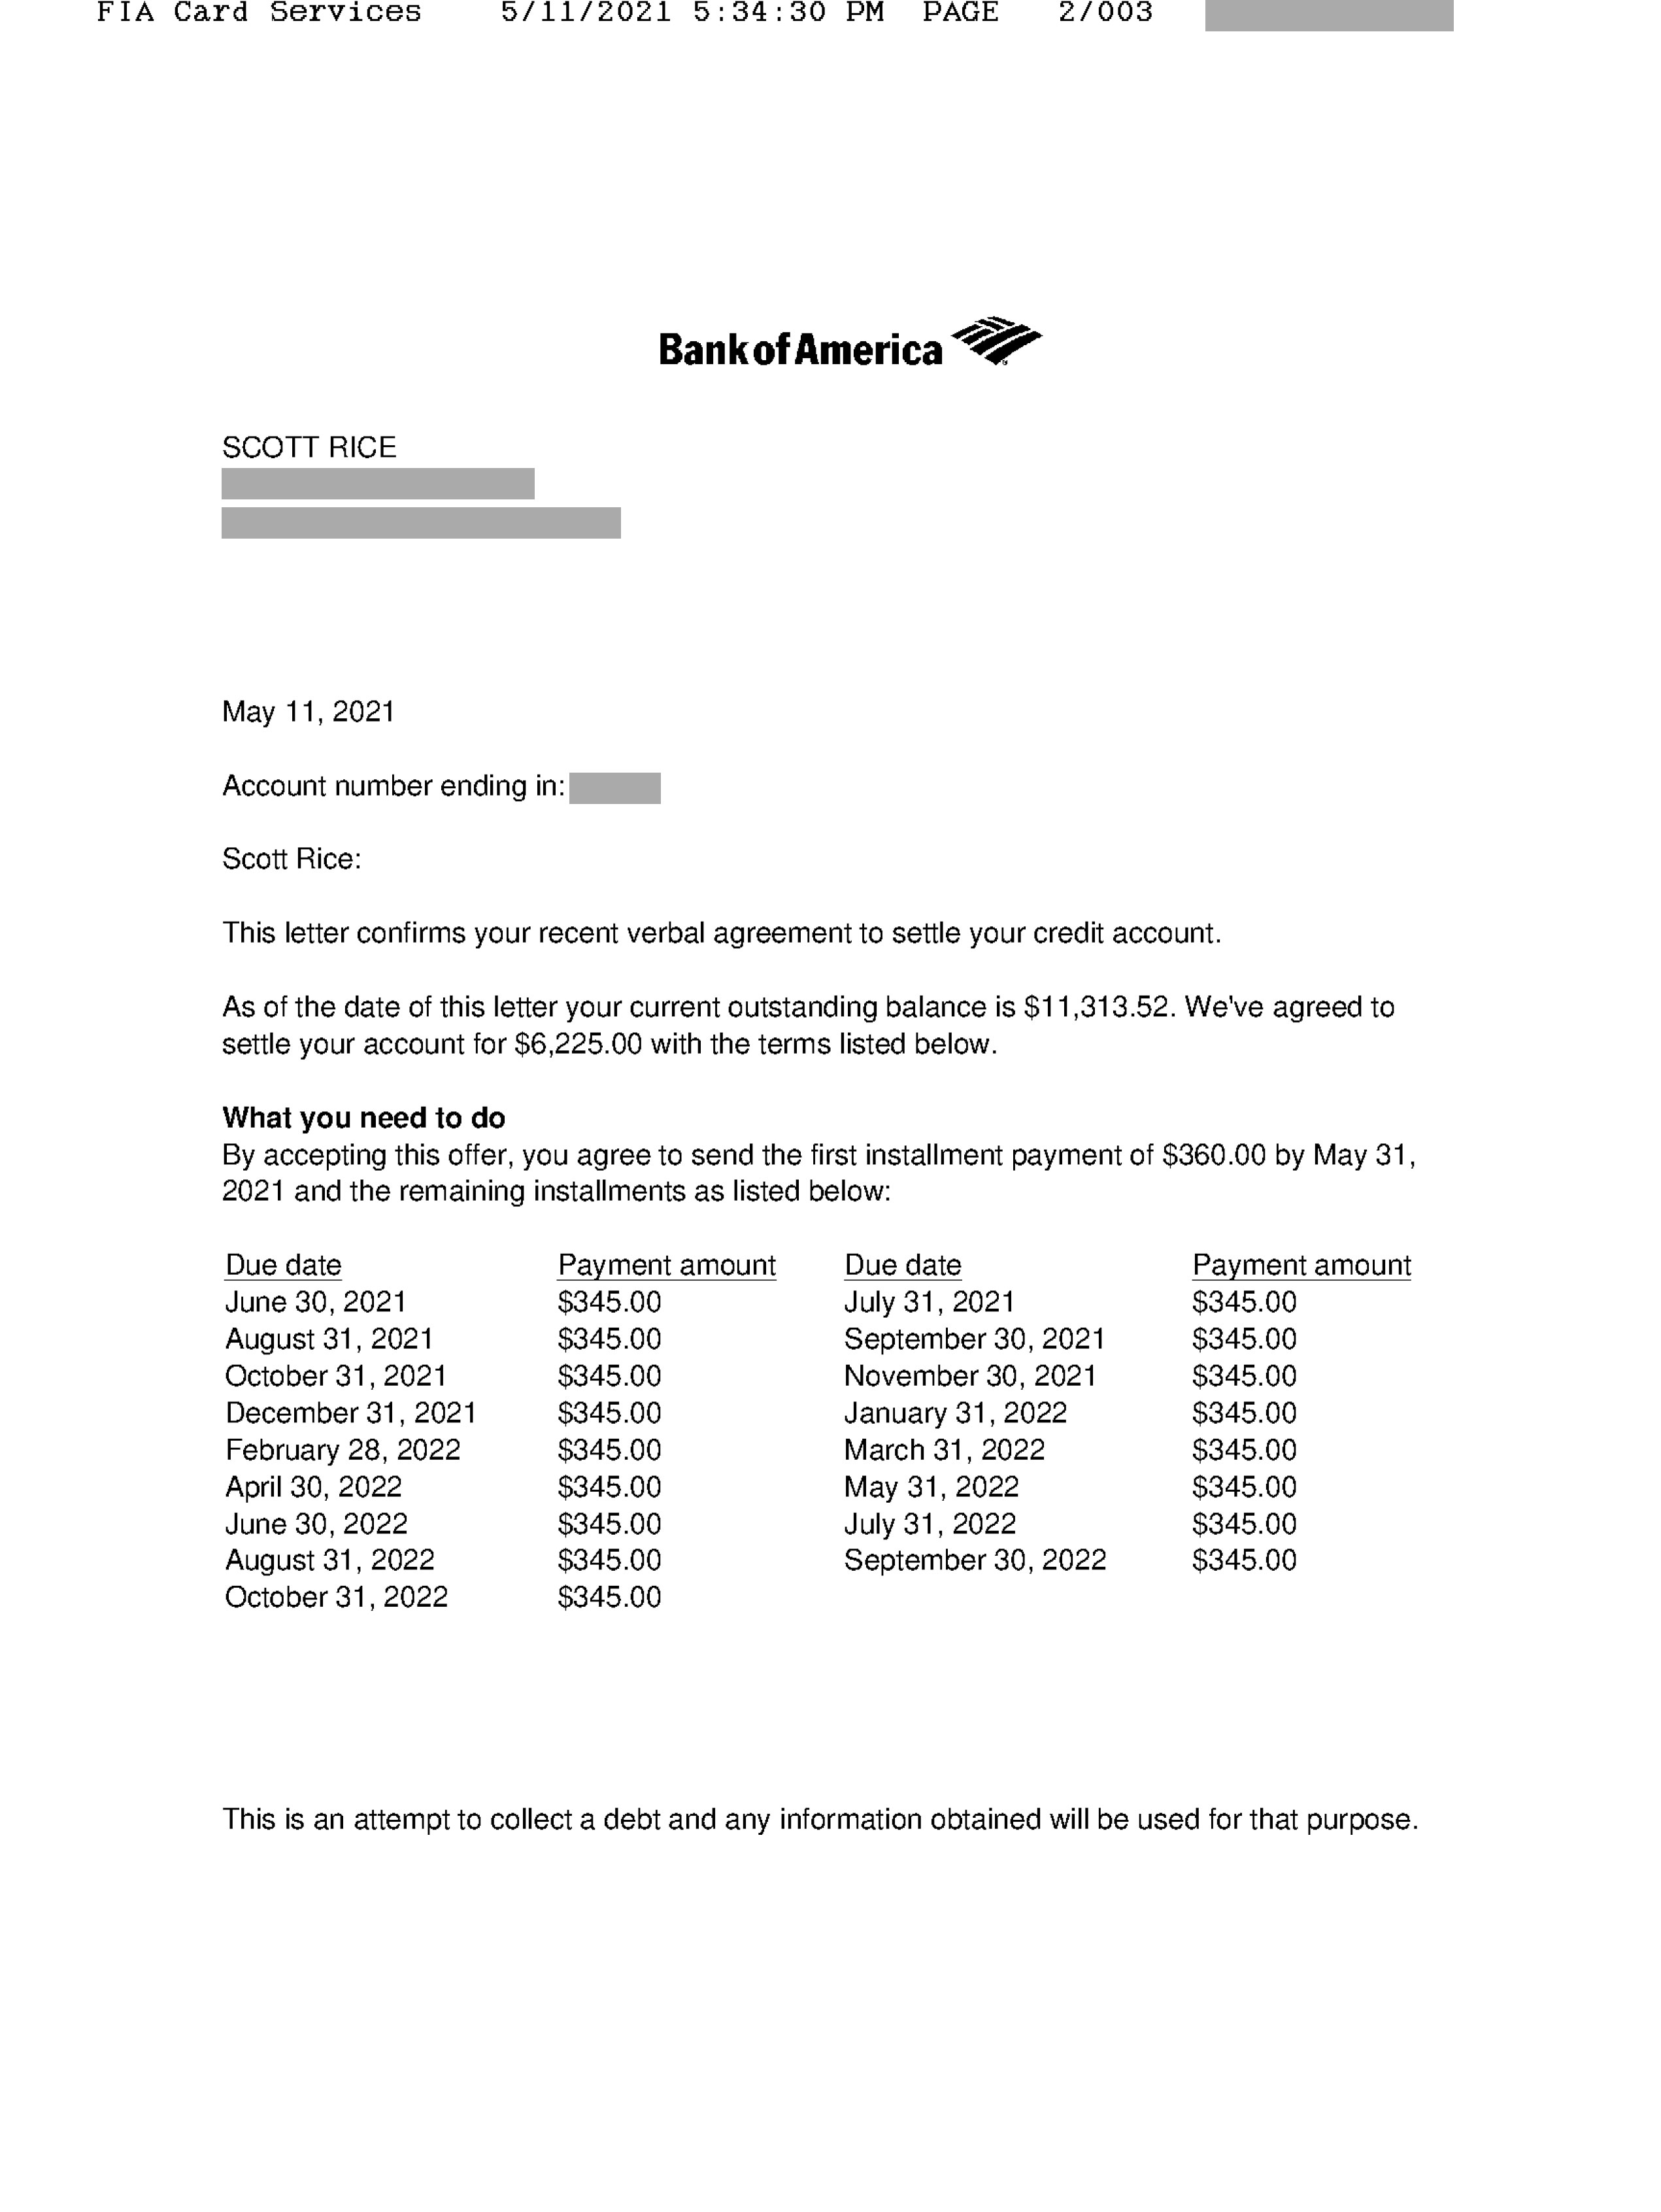 FIA Card Services 5/11/2021 5:34:30 PM PAGE 2/003
Bank of America
SCOTT RICE
May 11, 2021
Account number ending in:
Scott Rice:
This letter confirms your recent verbal agreement to settle your credit account.
As of the date of this letter your current outstanding balance is $11,313.52. We've agreed to
settle your account for $6,225.00 with the terms listed below.
What you need to do
By accepting this offer, you agree to send the first installment payment of $360.00 by May 31,
2021 and the remaining installments as listed below:
Due date Payment amount Due date Payment amount
June 30, 2021 $345.00 July 31, 2021 $345.00
August 31, 2021 $345.00 September 30, 2021 $345.00
October 31, 2021 $345.00 November 30, 2021 $345.00
December 31, 2021 $345.00 January 31, 2022 $345.00
February 28, 2022 $345.00 March 31, 2022 $345.00
April 30, 2022 $345.00 May 31, 2022 $345.00
June 30, 2022 $345.00 July 31, 2022 $345.00
August 31, 2022 $345.00 September 30, 2022 $345.00
October 31, 2022 $345.00
This is an attempt to collect a debt and any information obtained will be used for that purpose.